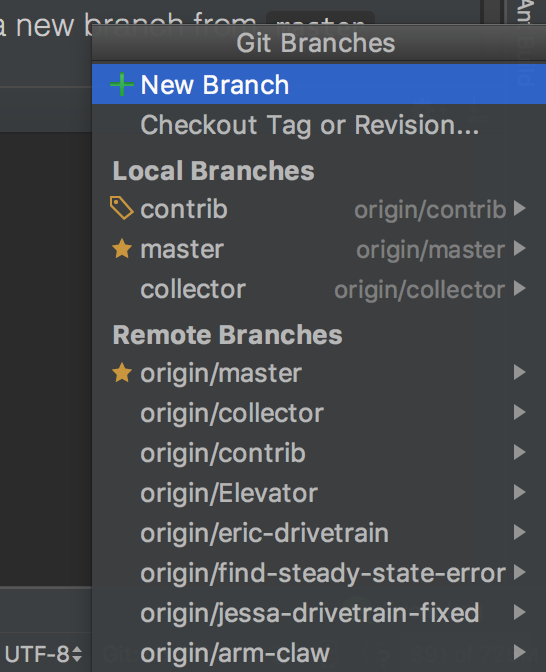 a new branch from master
Git Branches
New Branch
Checkout Tag or Revision...
Local Branches
contrib origin/contrib
master origin/master
collector origin/collector
Remote Branches
origin/master
origin/collector
origin/contrib
origin/Elevator
origin/eric-drivetrain
origin/find-steady-state-error
origin/jessa-drivetrain-fixed
UTF-8
origin/arm-claw